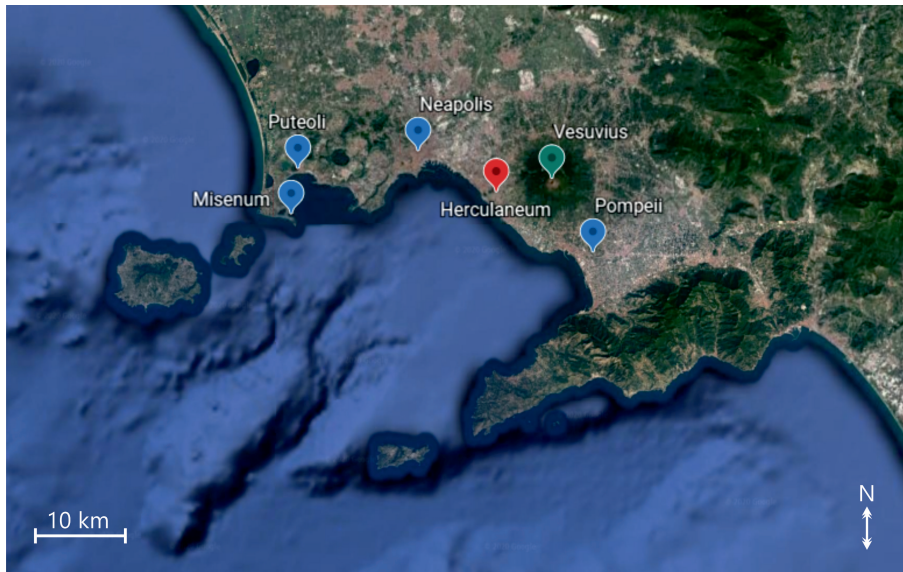 Neapolis
Puteoli
Vesuvius
Misenum
Herculaneum
Pompeii
10 km
N